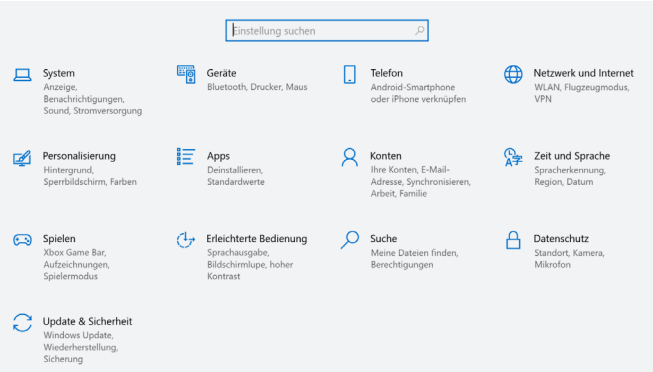 Einstellung suchen
System
Anzeige,
Benachrichtigungen,
Sound, Stromversorgung
Geräte
Bluetooth, Drucker, Maus
Telefon
Android-Smartphone
oder iPhone verknüpfen
Netzwerk und Internet
WLAN, Flugzeugmodus,
VPN
Personalisierung
Hintergrund,
Sperrbildschirm, Farben
Apps
Deinstallieren,
Standardwerte
Konten
Ihre Konten, E-Mail-
Adresse, Synchronisieren,
Arbeit, Familie
Zeit und Sprache
Spracherkennung,
Region, Datum
Spielen
Xbox Game Bar,
Aufzeichnungen,
Spielermodus
Erleichterte Bedienung
Sprachausgabe,
Bildschirmlupe, hoher
Kontrast
Suche
Meine Dateien finden,
Berechtigungen
Datenschutz
Standort, Kamera,
Mikrofon
Update & Sicherheit
Windows Update,
Wiederherstellung,
Sicherung